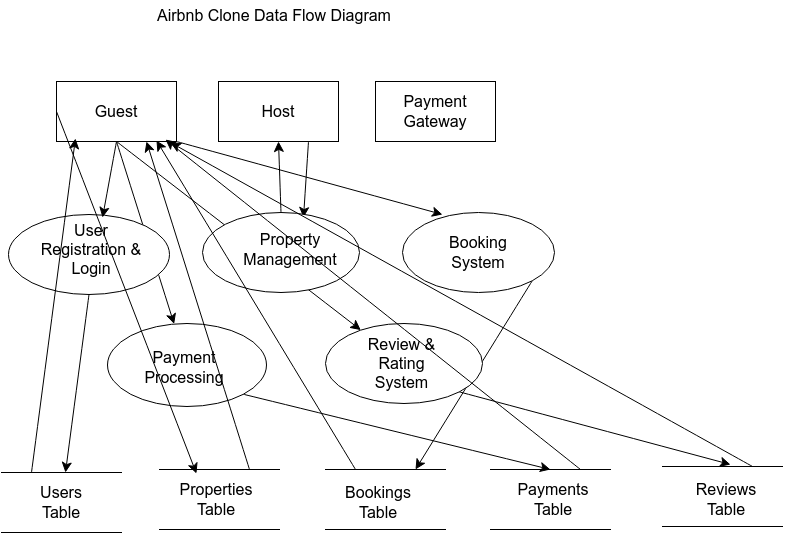 Airbnb Clone Data Flow Diagram
Guest
Host
Payment
Gateway
User
Registration &
Login
Property
Management
Booking
System
Payment
Processing
Review &
Rating
System
Users
Table
Properties
Table
Bookings
Table
Payments
Table
Reviews
Table